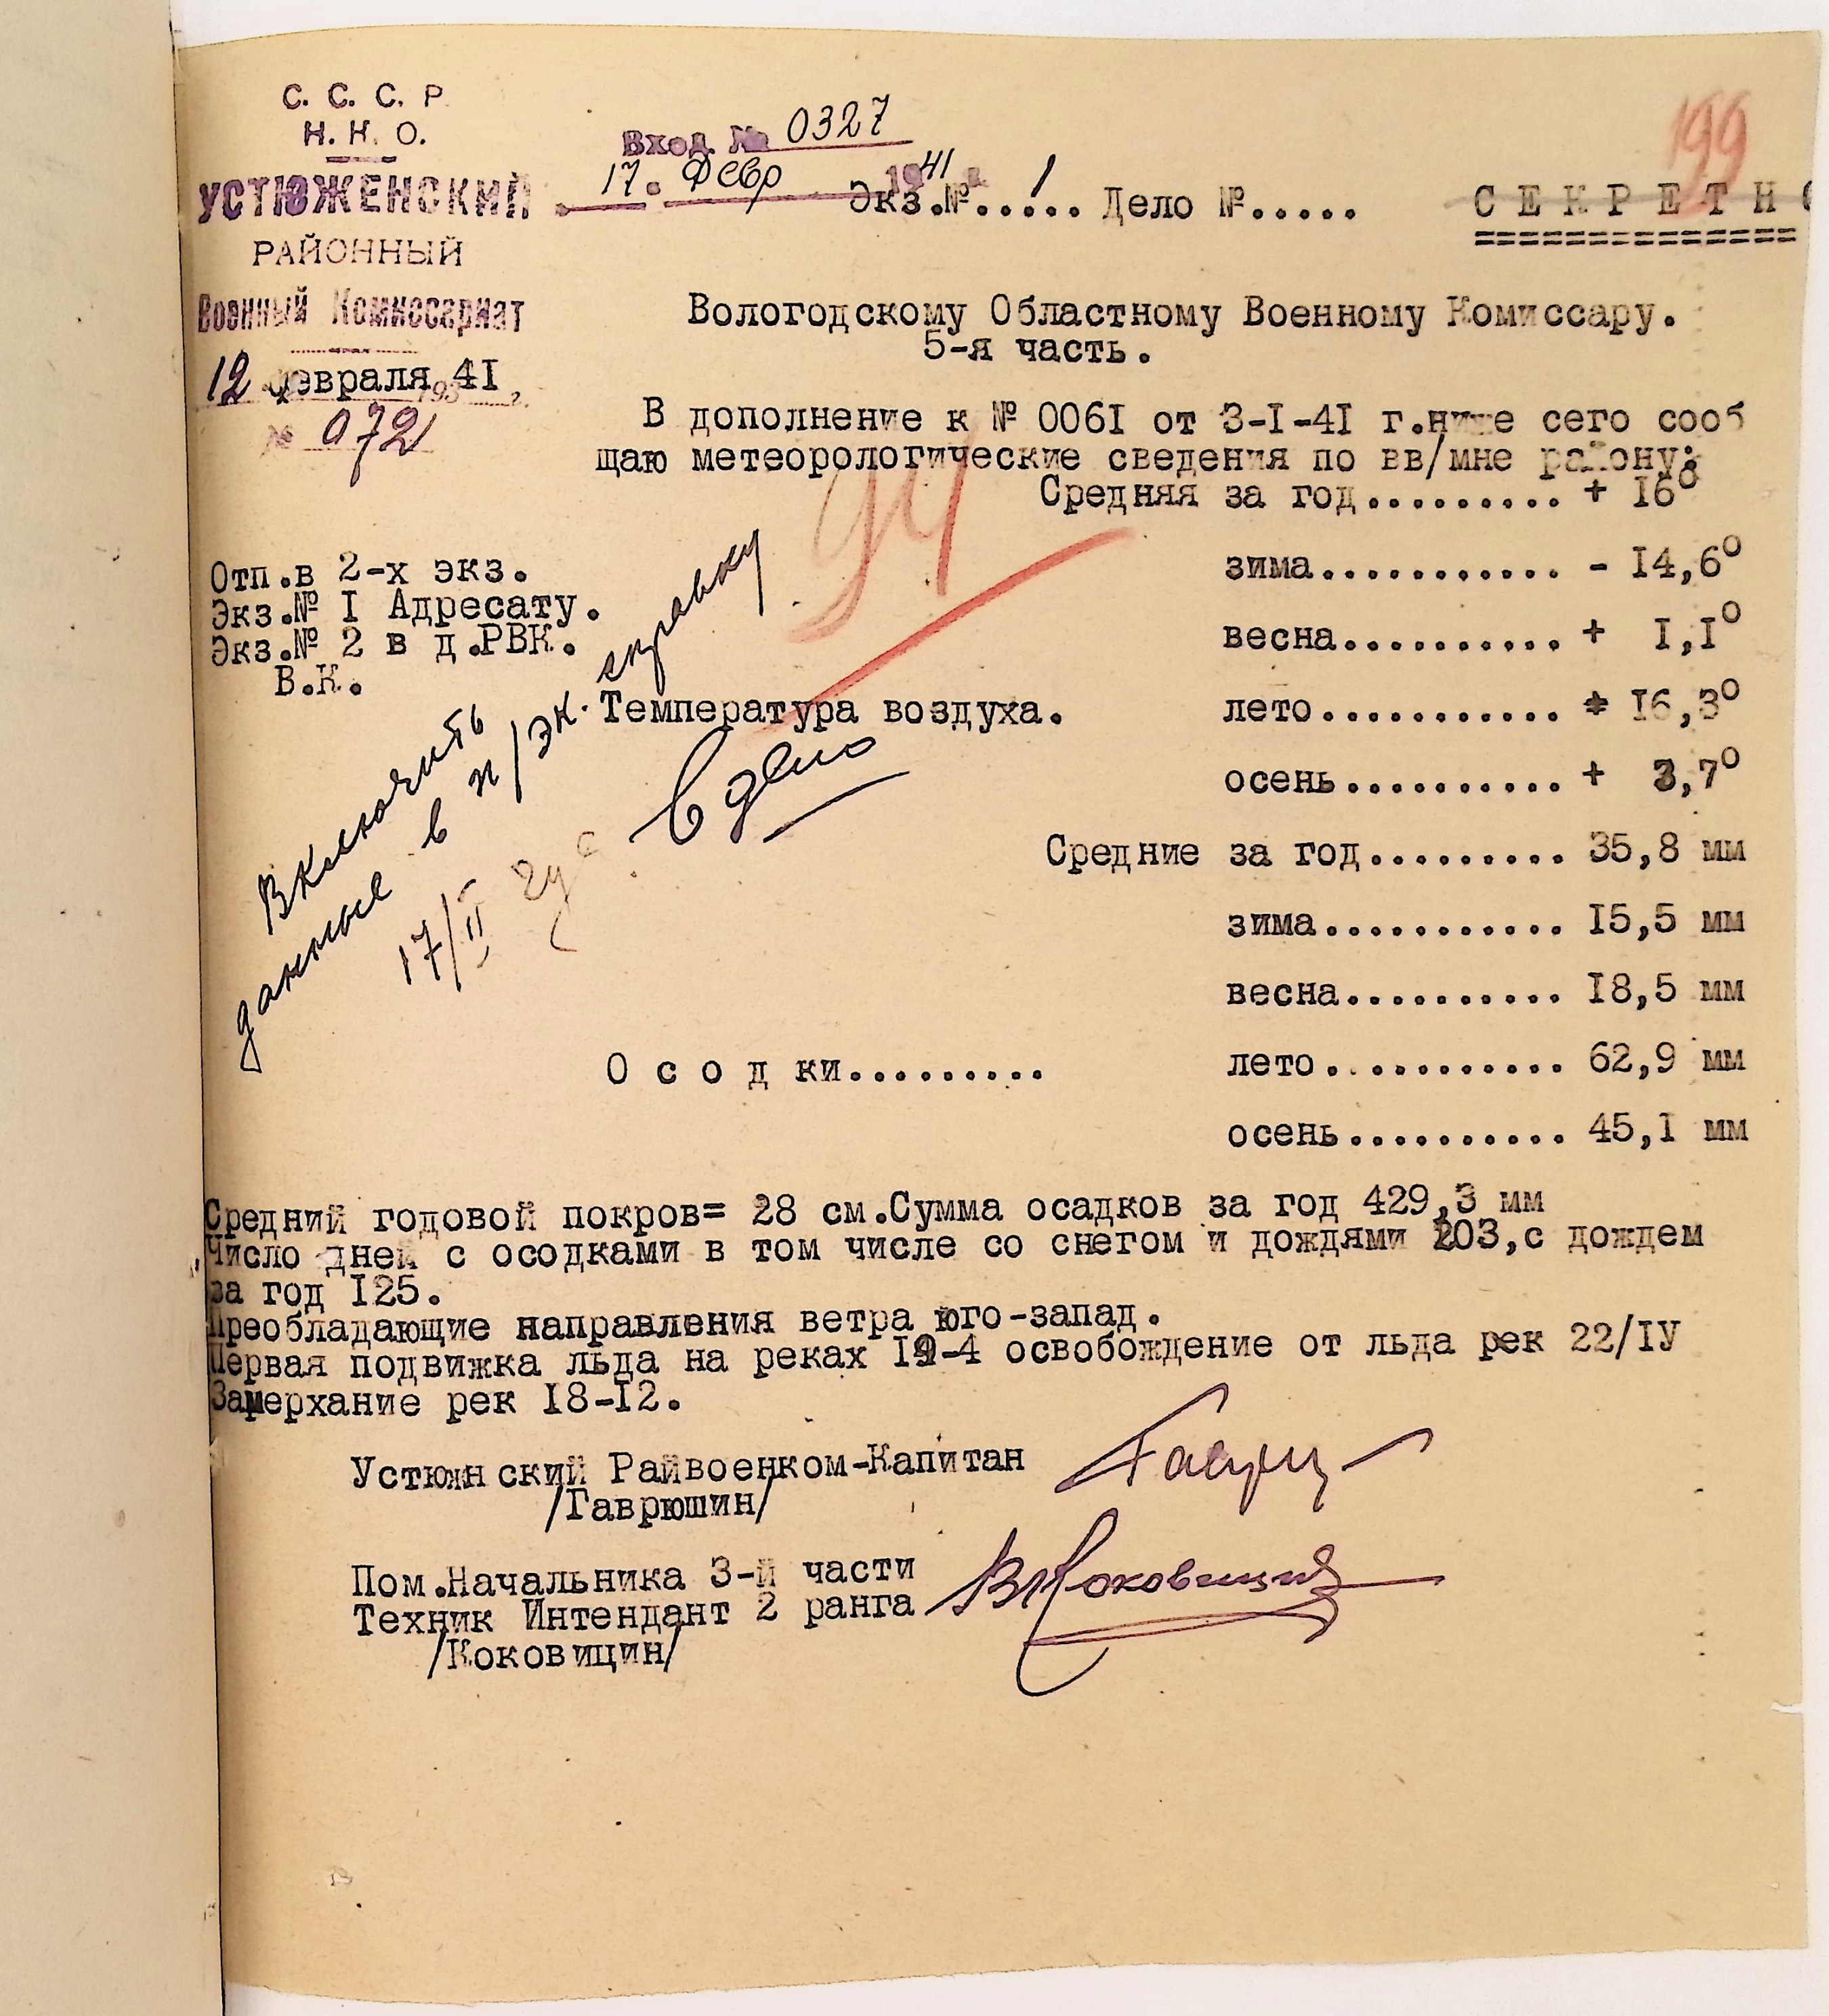 С. С. С. Р
Н. К. О.
УСТЮЖЕНСКИЙ
РАЙОННЫЙ
Военный Комиссариат
12 февраля 193 41 г.
№ 0721
Вход. № 0327
17. Февр 1941
Экз.№..1... Дело №.....
199
СЕКРЕТНО
Вологодскому Областному Военному Комиссару.
5-я часть.
В дополнение к № 0061 от 3-1-41 г.ниже сего сооб
щаю метеорологические сведения по вв/мне району:
Отп.в 2-х экз.
Экз.№ 1 Адресату.
Экз.№ 2 в д.РВК.
В.К.
Включить
данные в п/эк. справку
17/II
В дело
Температура воздуха.
Средняя за год......... + 16°
зима........... - 14,6°
весна.......... + 1,1°
лето........... + 16,3°
осень.......... + 3,7°
Осодки.........
Средние за год......... 35,8 мм
зима........... 15,5 мм
весна.......... 18,5 мм
лето........... 62,9 мм
осень.......... 45,1 мм
Средний годовой покров= 28 см.Сумма осадков за год 429,3 мм
Число дней с осодками в том числе со снегом и дождями 203,с дождем
за год 125.
Преобладающие направления ветра юго-запад.
Первая подвижка льда на реках 19-4 освобождение от льда рек 22/IУ
Замерхание рек 18-12.
Устюжнский Райвоенком-Капитан
/Гаврюшин/
Пом.Начальника 3-й части
Техник Интендант 2 ранга
/Коковицин/